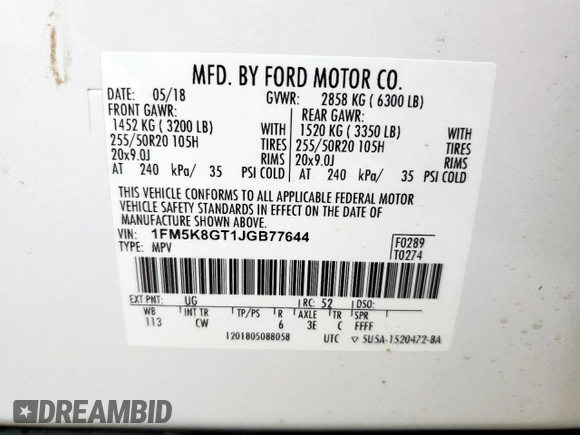 MFD. BY FORD MOTOR CO.
DATE: 05/18 GVWR: 2858 KG ( 6300 LB)
FRONT GAWR: REAR GAWR:
1452 KG ( 3200 LB) WITH 1520 KG ( 3350 LB) WITH
255/50R20 105H TIRES 255/50R20 105H TIRES
20x9.0J RIMS 20x9.0J RIMS
AT 240 kPa/ 35 PSI COLD AT 240 kPa/ 35 PSI COLD
THIS VEHICLE CONFORMS TO ALL APPLICABLE FEDERAL MOTOR
VEHICLE SAFETY STANDARDS IN EFFECT ON THE DATE OF
MANUFACTURE SHOWN ABOVE.
VIN: 1FM5K8GT1JGB77644
TYPE: MPV
F0289
T0274
EXT PNT: UG RC: 52 DSO:
WB INT TR TP/PS R AXLE TR SPR
113 CW 6 3E C FFFF
1201805088058 UTC ▽ 5U5A-1520472-BA
DREAMBID